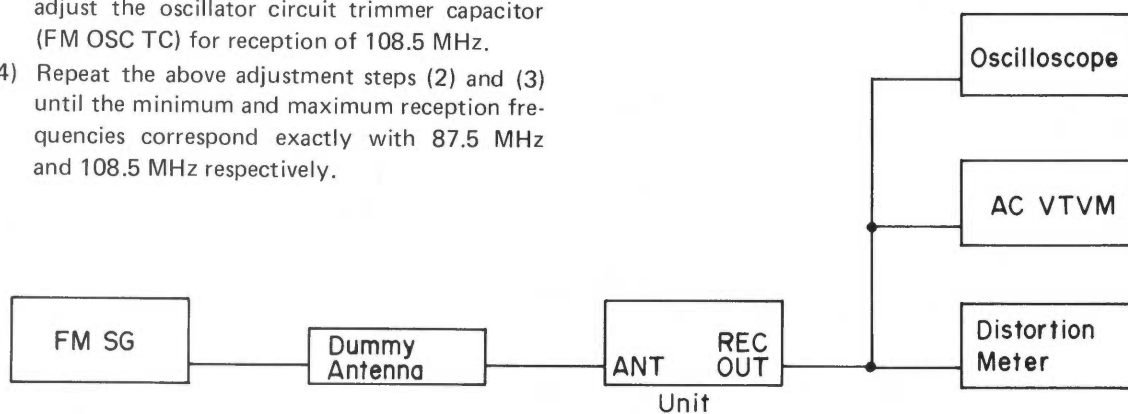 adjust the oscillator circuit trimmer capacitor
(FM OSC TC) for reception of 108.5 MHz.
4) Repeat the above adjustment steps (2) and (3)
until the minimum and maximum reception fre-
quencies correspond exactly with 87.5 MHz
and 108.5 MHz respectively.
Oscilloscope
AC VTVM
FM SG
Dummy
Antenna
ANT
REC
OUT
Unit
Distortion
Meter